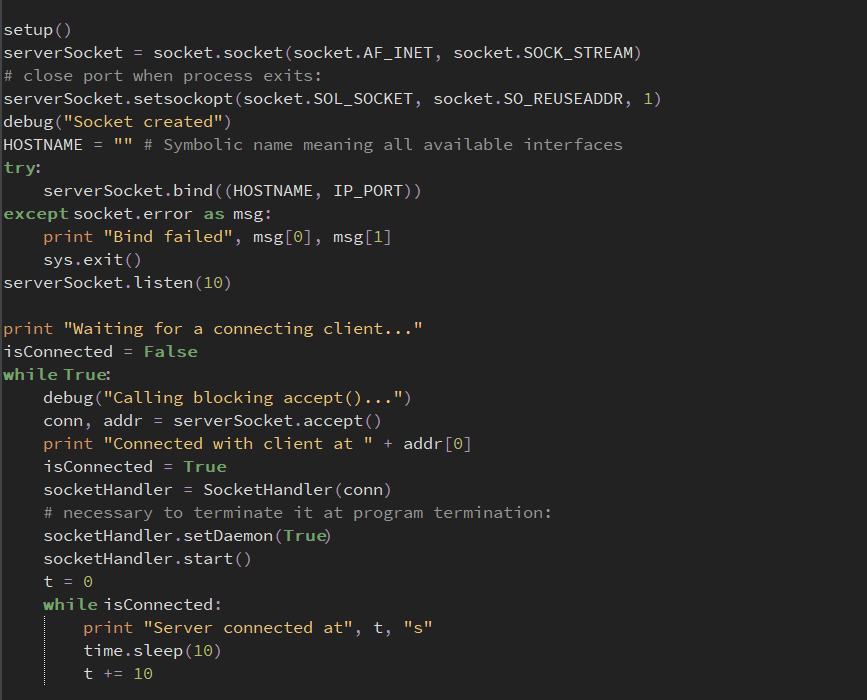 setup()
serverSocket = socket.socket(socket.AF_INET, socket.SOCK_STREAM)
# close port when process exits:
serverSocket.setsockopt(socket.SOL_SOCKET, socket.SO_REUSEADDR, 1)
debug("Socket created")
HOSTNAME = "" # Symbolic name meaning all available interfaces
try:
    serverSocket.bind((HOSTNAME, IP_PORT))
except socket.error as msg:
    print "Bind failed", msg[0], msg[1]
    sys.exit()
serverSocket.listen(10)

print "Waiting for a connecting client..."
isConnected = False
while True:
    debug("Calling blocking accept()...")
    conn, addr = serverSocket.accept()
    print "Connected with client at " + addr[0]
    isConnected = True
    socketHandler = SocketHandler(conn)
    # necessary to terminate it at program termination:
    socketHandler.setDaemon(True)
    socketHandler.start()
    t = 0
    while isConnected:
        print "Server connected at", t, "s"
        time.sleep(10)
        t += 10